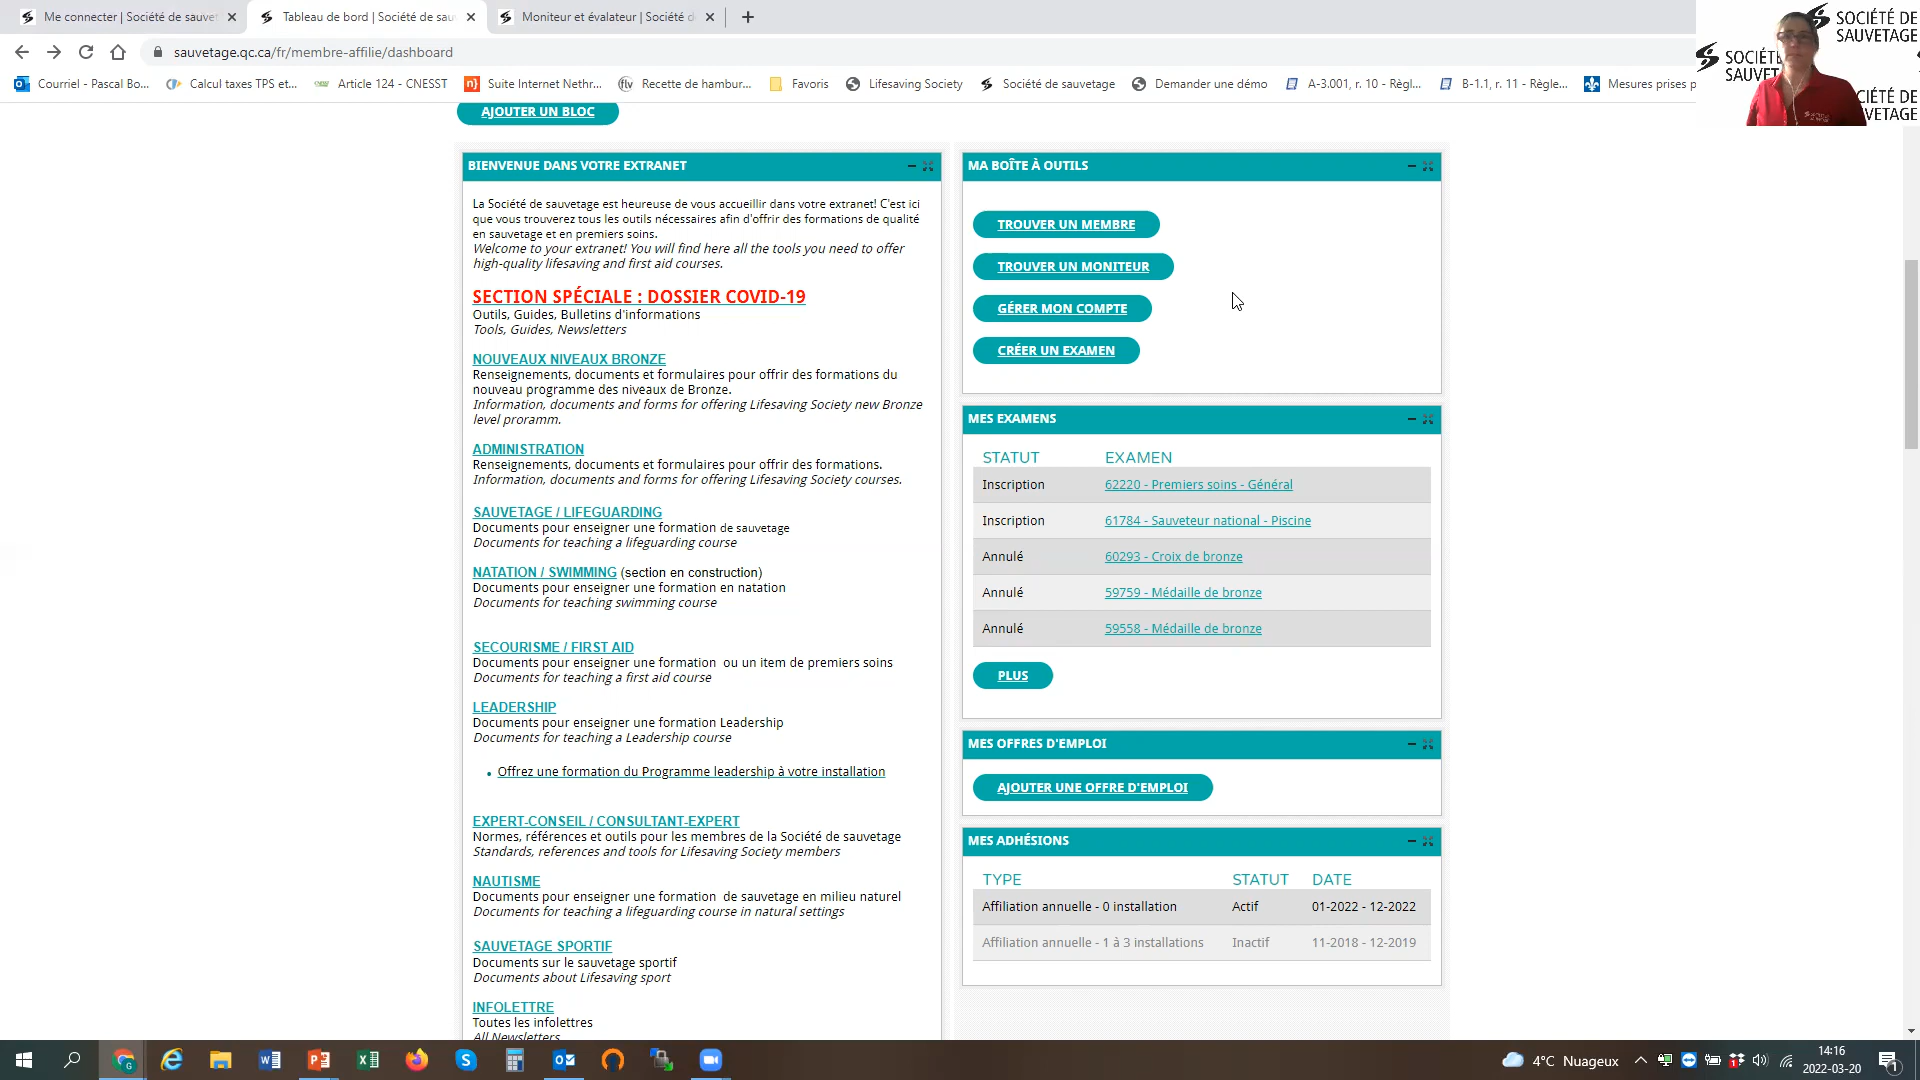 Me connecter | Société de sauvet
Tableau de bord | Société de sau
Moniteur et évalateur | Société d
sauvetage.qc.ca/fr/membre-affilie/dashboard
Courriel - Pascal Bo...
Calcul taxes TPS et...
Article 124 - CNESST
Suite Internet Nethr...
Recette de hambur...
Favoris
Lifesaving Society
Société de sauvetage
Demander une démo
A-3.001, r. 10 - Règl...
B-1.1, r. 11 - Règle...
Mesures prises p
SOCIÉTÉ DE
SAUVETAGE
SOCIÉTÉ
SAUVET
CIÉTÉ DE
VETAGE
AJOUTER UN BLOC
BIENVENUE DANS VOTRE EXTRANET
La Société de sauvetage est heureuse de vous accueillir dans votre extranet! C'est ici
que vous trouverez tous les outils nécessaires afin d'offrir des formations de qualité
en sauvetage et en premiers soins.
Welcome to your extranet! You will find here all the tools you need to offer
high-quality lifesaving and first aid courses.
SECTION SPÉCIALE : DOSSIER COVID-19
Outils, Guides, Bulletins d'informations
Tools, Guides, Newsletters
NOUVEAUX NIVEAUX BRONZE
Renseignements, documents et formulaires pour offrir des formations du
nouveau programme des niveaux de Bronze.
Information, documents and forms for offering Lifesaving Society new Bronze
level proramm.
ADMINISTRATION
Renseignements, documents et formulaires pour offrir des formations.
Information, documents and forms for offering Lifesaving Society courses.
SAUVETAGE / LIFEGUARDING
Documents pour enseigner une formation de sauvetage
Documents for teaching a lifeguarding course
NATATION / SWIMMING (section en construction)
Documents pour enseigner une formation en natation
Documents for teaching swimming course
SECOURISME / FIRST AID
Documents pour enseigner une formation ou un item de premiers soins
Documents for teaching a first aid course
LEADERSHIP
Documents pour enseigner une formation Leadership
Documents for teaching a Leadership course
• Offrez une formation du Programme leadership à votre installation
EXPERT-CONSEIL / CONSULTANT-EXPERT
Normes, références et outils pour les membres de la Société de sauvetage
Standards, references and tools for Lifesaving Society members
NAUTISME
Documents pour enseigner une formation de sauvetage en milieu naturel
Documents for teaching a lifeguarding course in natural settings
SAUVETAGE SPORTIF
Documents sur le sauvetage sportif
Documents about Lifesaving sport
INFOLETTRE
Toutes les infolettres
All Newsletters
MA BOÎTE À OUTILS
TROUVER UN MEMBRE
TROUVER UN MONITEUR
GÉRER MON COMPTE
CRÉER UN EXAMEN
MES EXAMENS
STATUT EXAMEN
Inscription 62220 - Premiers soins - Général
Inscription 61784 - Sauveteur national - Piscine
Annulé 60293 - Croix de bronze
Annulé 59759 - Médaille de bronze
Annulé 59558 - Médaille de bronze
PLUS
MES OFFRES D'EMPLOI
AJOUTER UNE OFFRE D'EMPLOI
MES ADHÉSIONS
TYPE STATUT DATE
Affiliation annuelle - 0 installation Actif 01-2022 - 12-2022
Affiliation annuelle - 1 à 3 installations Inactif 11-2018 - 12-2019
4°C Nuageux
14:16
2022-03-20